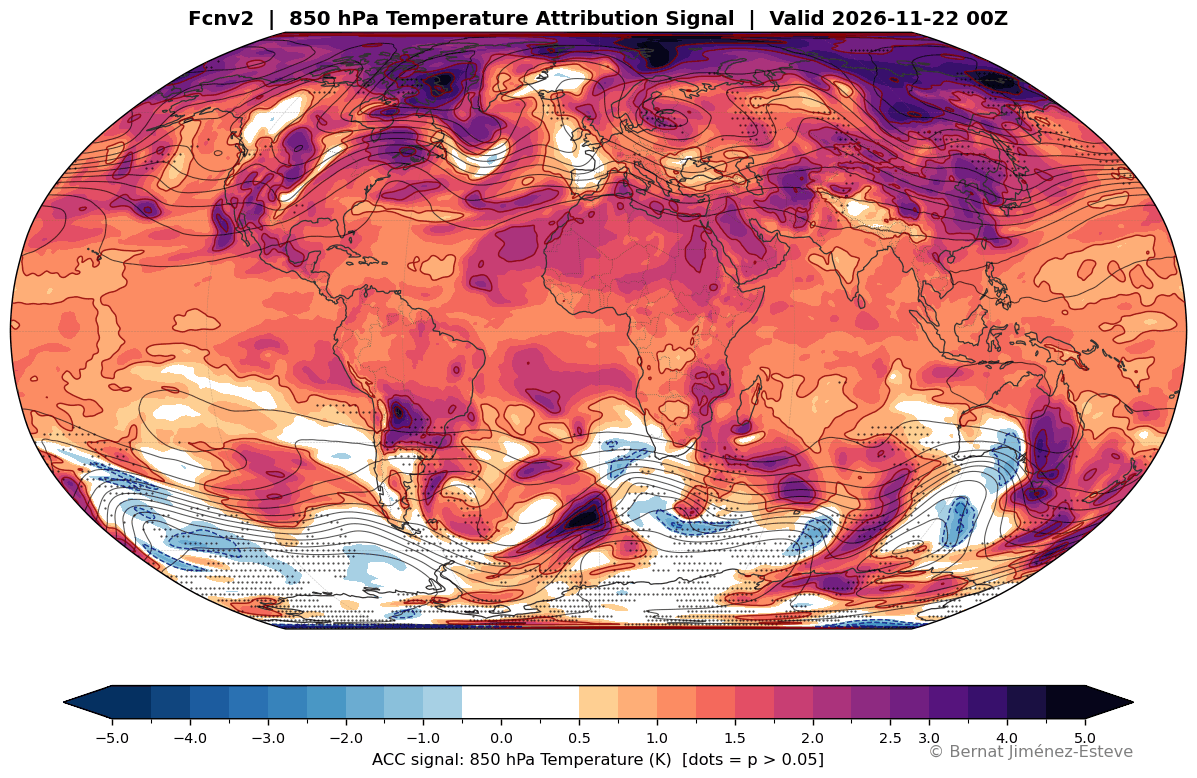 Fcnv2 | 850 hPa Temperature Attribution Signal | Valid 2026-11-22 00Z
−5.0 −4.0 −3.0 −2.0 −1.0 0.0 0.5 1.0 1.5 2.0 2.5 3.0 4.0 5.0
ACC signal: 850 hPa Temperature (K) [dots = p > 0.05]
© Bernat Jiménez-Esteve